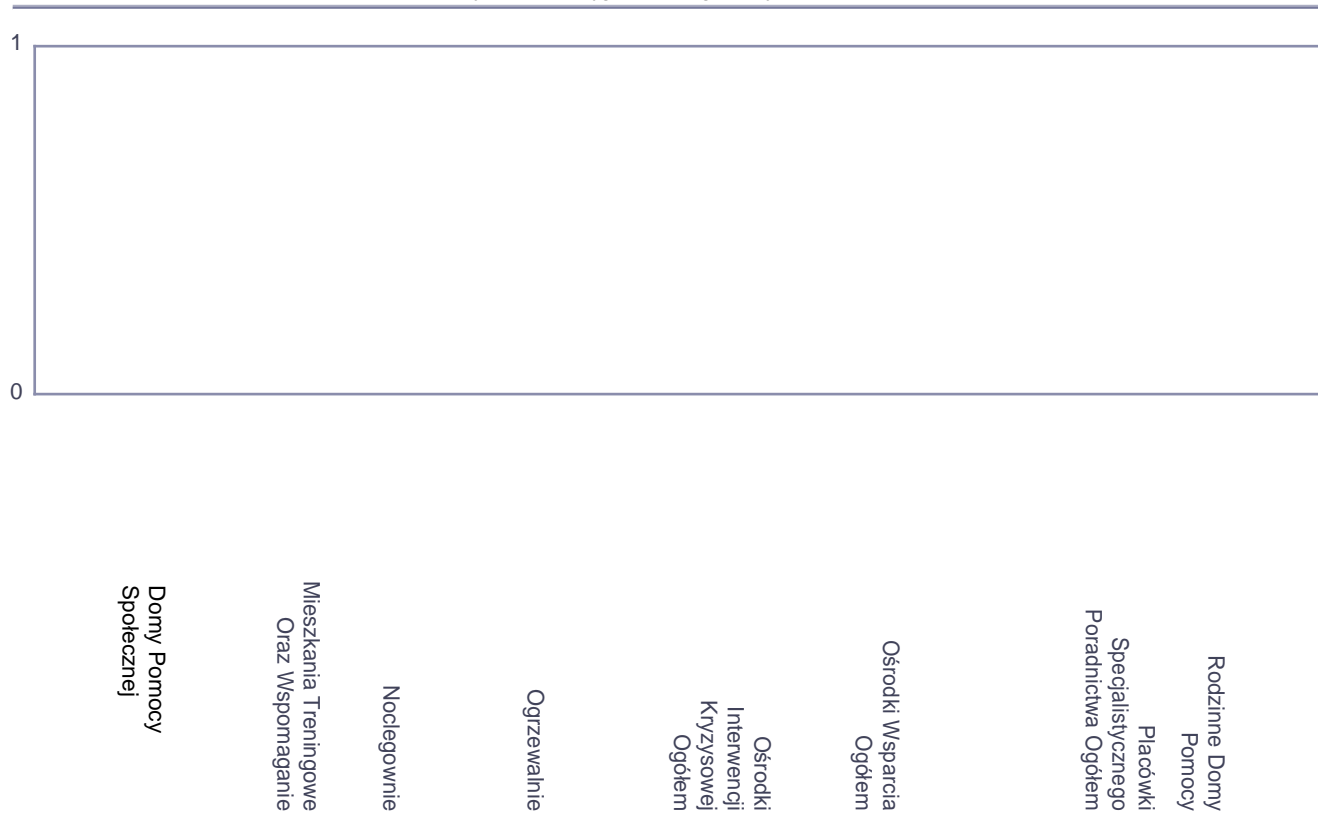 1
0
Domy Pomocy
Społecznej
Mieszkania Treningowe
Oraz Wspomaganie
Noclegownie
Ogrzewalnie
Ośrodki
Interwencji
Kryzysowej
Ogółem
Ośrodki Wsparcia
Ogółem
Placówki
Specjalistycznego
Poradnictwa Ogółem
Rodzinne Domy
Pomocy